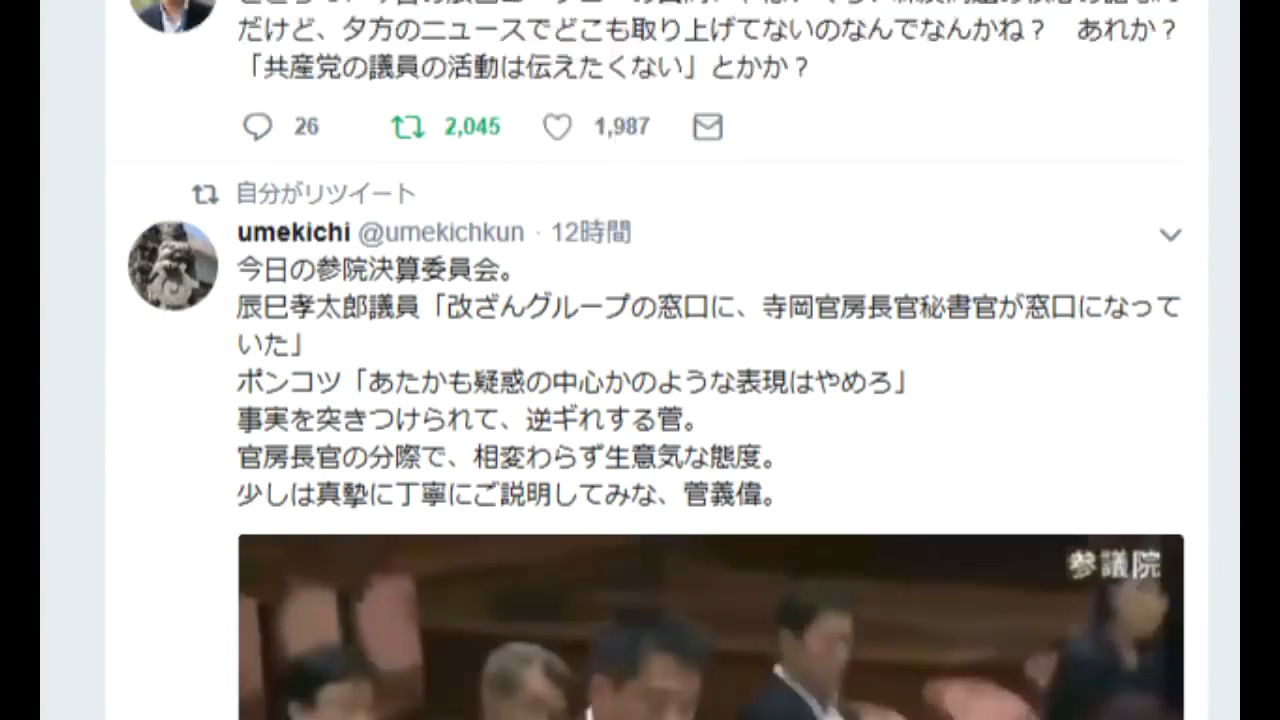 だけど、夕方のニュースでどこも取り上げてないのなんでなんかね？　あれか？
「共産党の議員の活動は伝えたくない」とかか？
26 2,045 1,987
自分がリツイート
umekichi @umekichkun · 12時間
今日の参院決算委員会。
辰巳孝太郎議員「改ざんグループの窓口に、寺岡官房長官秘書官が窓口になって
いた」
ポンコツ「あたかも疑惑の中心かのような表現はやめろ」
事実を突きつけられて、逆ギれする菅。
官房長官の分際で、相変わらず生意気な態度。
少しは真摯に丁寧にご説明してみな、菅義偉。
参議院